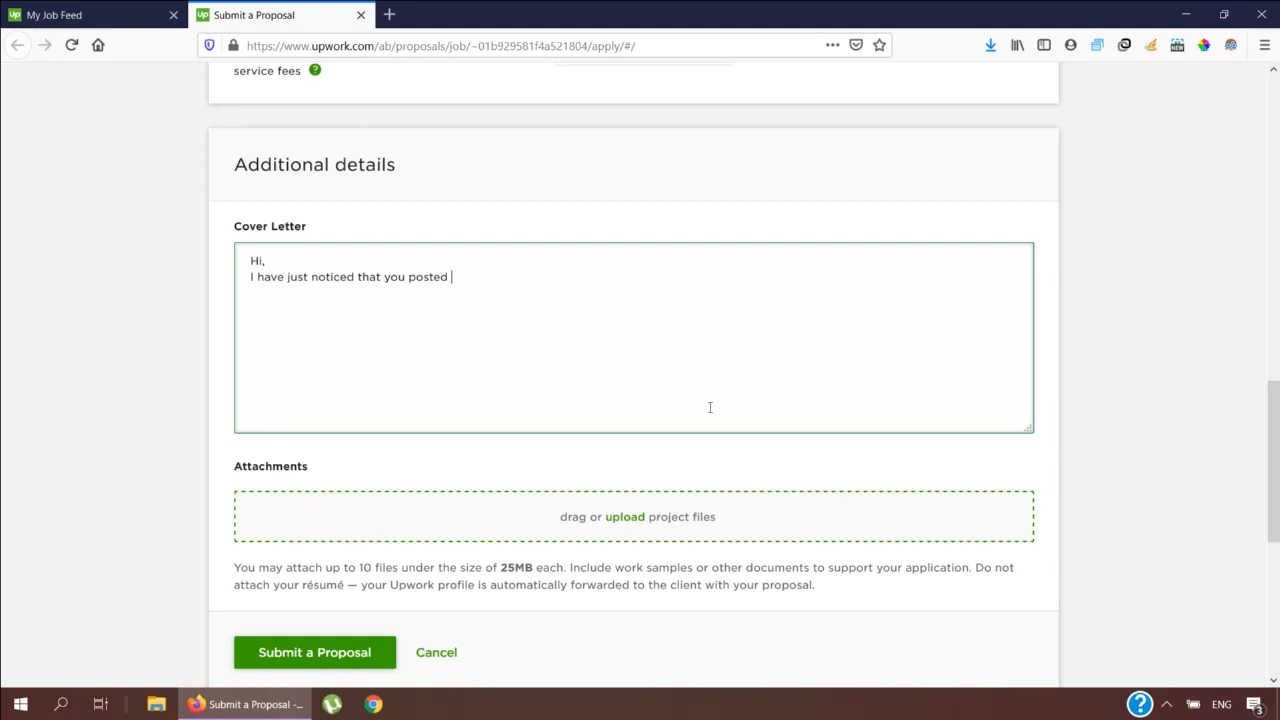 My Job Feed
Submit a Proposal
https://www.upwork.com/ab/proposals/job/~01b929581f4a521804/apply/#/
service fees
Additional details
Cover Letter
Hi,
I have just noticed that you posted
Attachments
drag or upload project files
You may attach up to 10 files under the size of 25MB each. Include work samples or other documents to support your application. Do not
attach your résumé — your Upwork profile is automatically forwarded to the client with your proposal.
Submit a Proposal
Cancel
Submit a Proposal -...
ENG
3